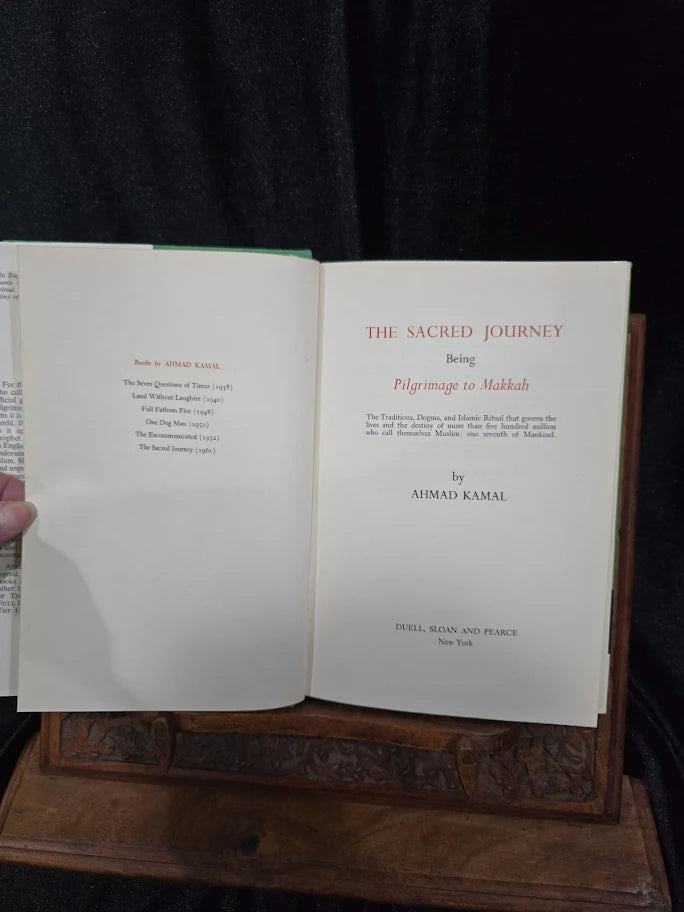 Books by AHMAD KAMAL
The Seven Questions of Timur (1938)
Land Without Laughter (1940)
Full Fathom Five (1948)
One Dog Man (1950)
The Excommunicated (1952)
The Sacred Journey (1961)
THE SACRED JOURNEY
Being
Pilgrimage to Makkah
The Traditions, Dogma, and Islamic Ritual that govern the
lives and the destiny of more than five hundred million
who call themselves Muslim: one seventh of Mankind.
by
AHMAD KAMAL
DUELL, SLOAN AND PEARCE
New York